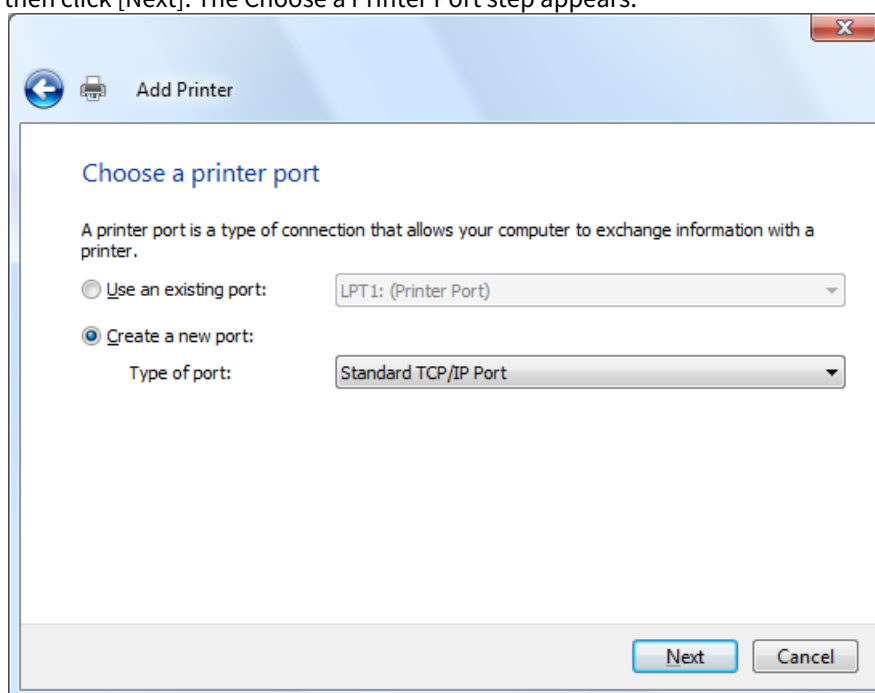 then click [Next]. The Choose a Printer Port step appears.
Add Printer
Choose a printer port
A printer port is a type of connection that allows your computer to exchange information with a
printer.
Use an existing port: LPT1: (Printer Port)
Create a new port:
Type of port: Standard TCP/IP Port
Next Cancel